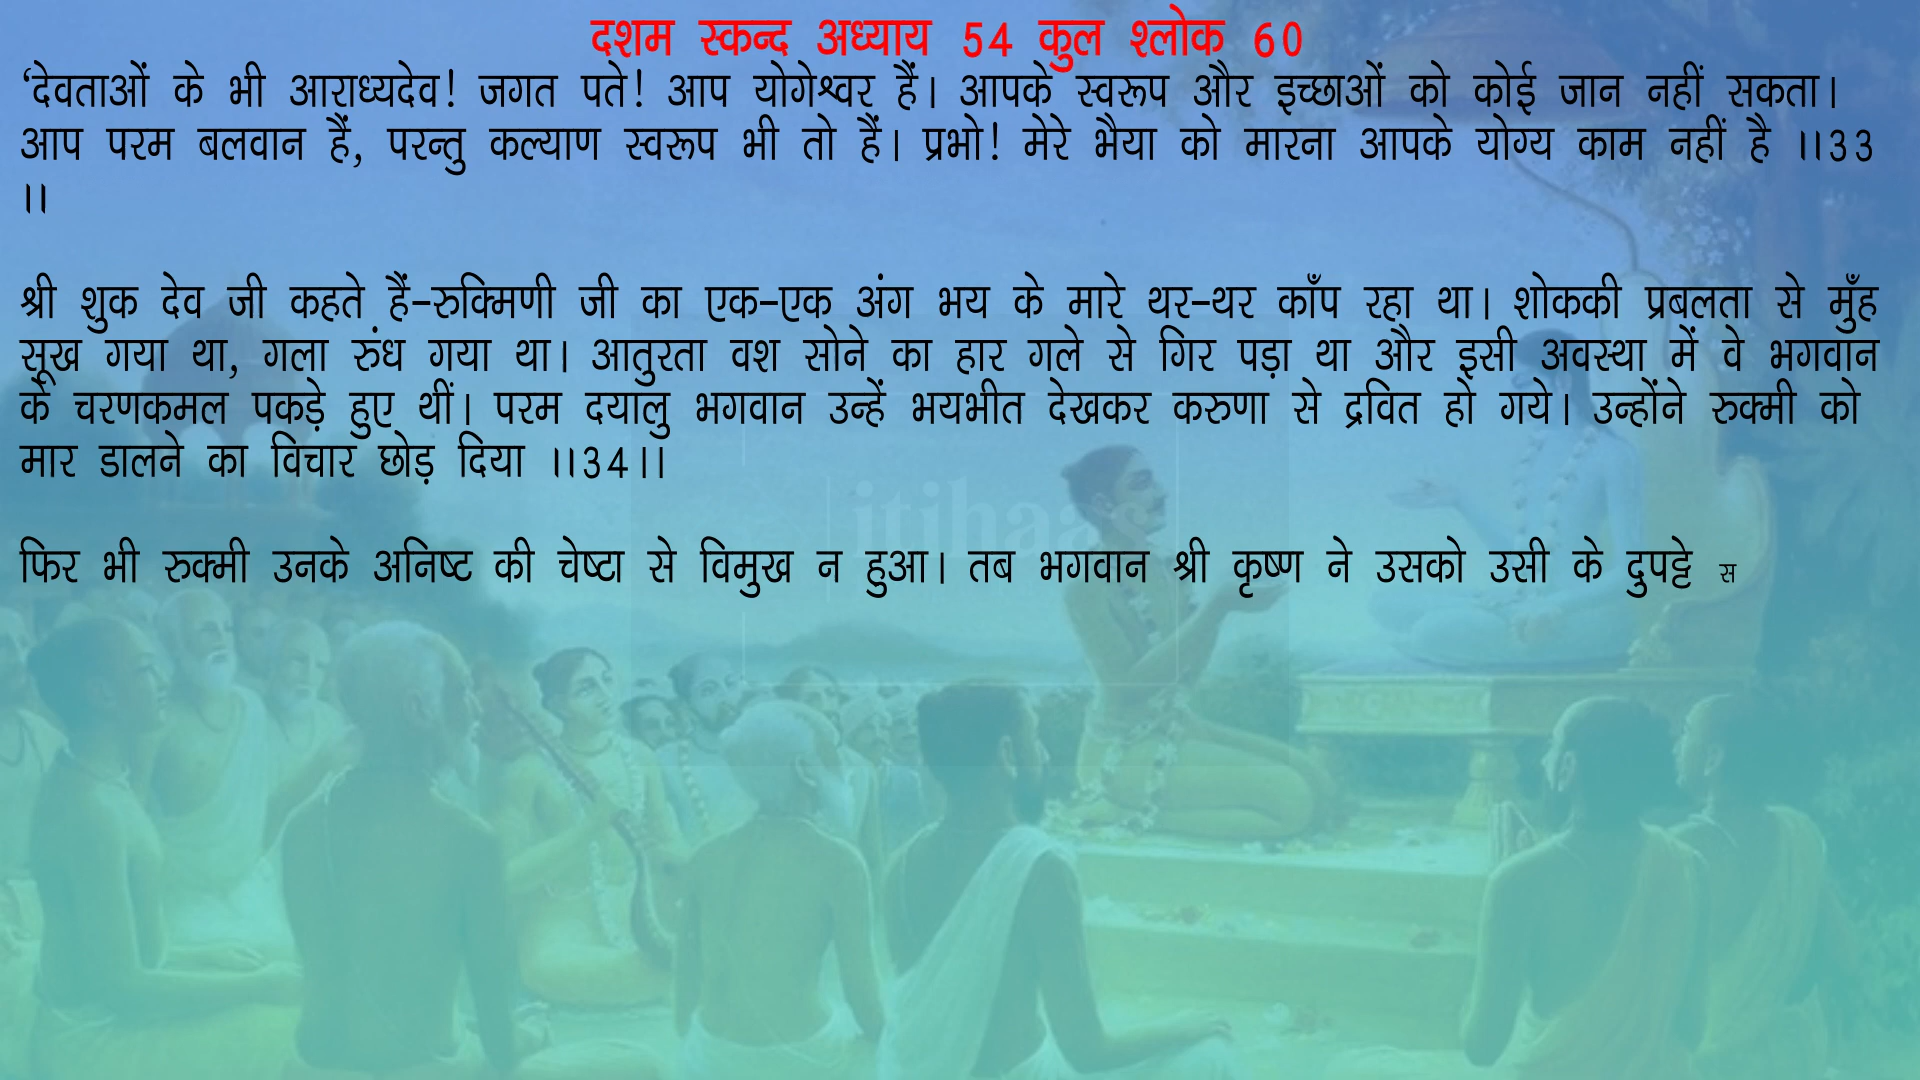 दशम स्कन्द अध्याय 54 कुल श्लोक 60
‘देवताओं के भी आराध्यदेव! जगत पते! आप योगेश्वर हैं। आपके स्वरूप और इच्छाओं को कोई जान नहीं सकता।
आप परम बलवान हैं, परन्तु कल्याण स्वरूप भी तो हैं। प्रभो! मेरे भैया को मारना आपके योग्य काम नहीं है ।।33
।।
श्री शुक देव जी कहते हैं-रुक्मिणी जी का एक-एक अंग भय के मारे थर-थर काँप रहा था। शोककी प्रबलता से मुँह
सूख गया था, गला रुंध गया था। आतुरता वश सोने का हार गले से गिर पड़ा था और इसी अवस्था में वे भगवान
के चरणकमल पकड़े हुए थीं। परम दयालु भगवान उन्हें भयभीत देखकर करुणा से द्रवित हो गये। उन्होंने रुक्मी को
मार डालने का विचार छोड़ दिया ।।34।।
itihaas
फिर भी रुक्मी उनके अनिष्ट की चेष्टा से विमुख न हुआ। तब भगवान श्री कृष्ण ने उसको उसी के दुपट्टे स